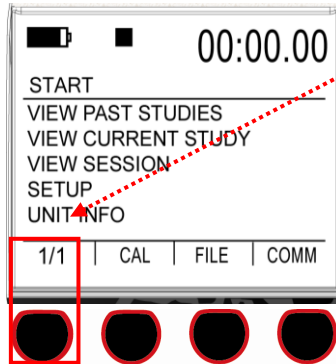 00:00.00
START
VIEW PAST STUDIES
VIEW CURRENT STUDY
VIEW SESSION
SETUP
UNIT INFO
1/1 CAL FILE COMM